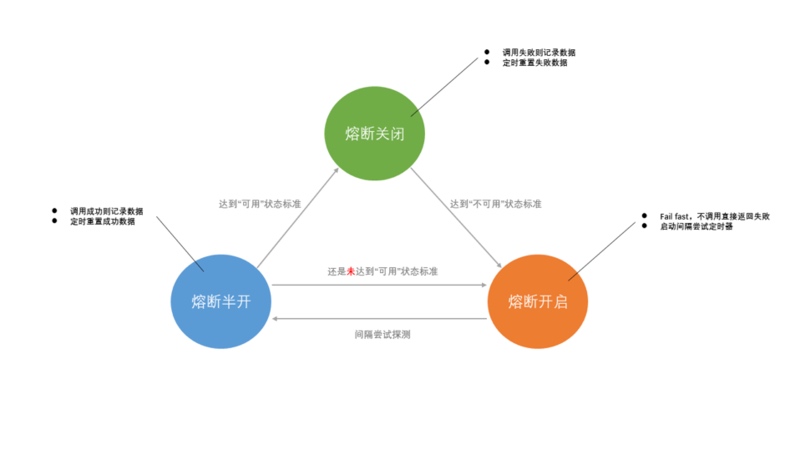 调用失败则记录数据
定时重置失败数据
熔断关闭
达到“可用”状态标准
达到“不可用”状态标准
调用成功则记录数据
定时重置成功数据
Fail fast，不调用直接返回失败
启动间隔尝试定时器
还是未达到“可用”状态标准
熔断半开
熔断开启
间隔尝试探测